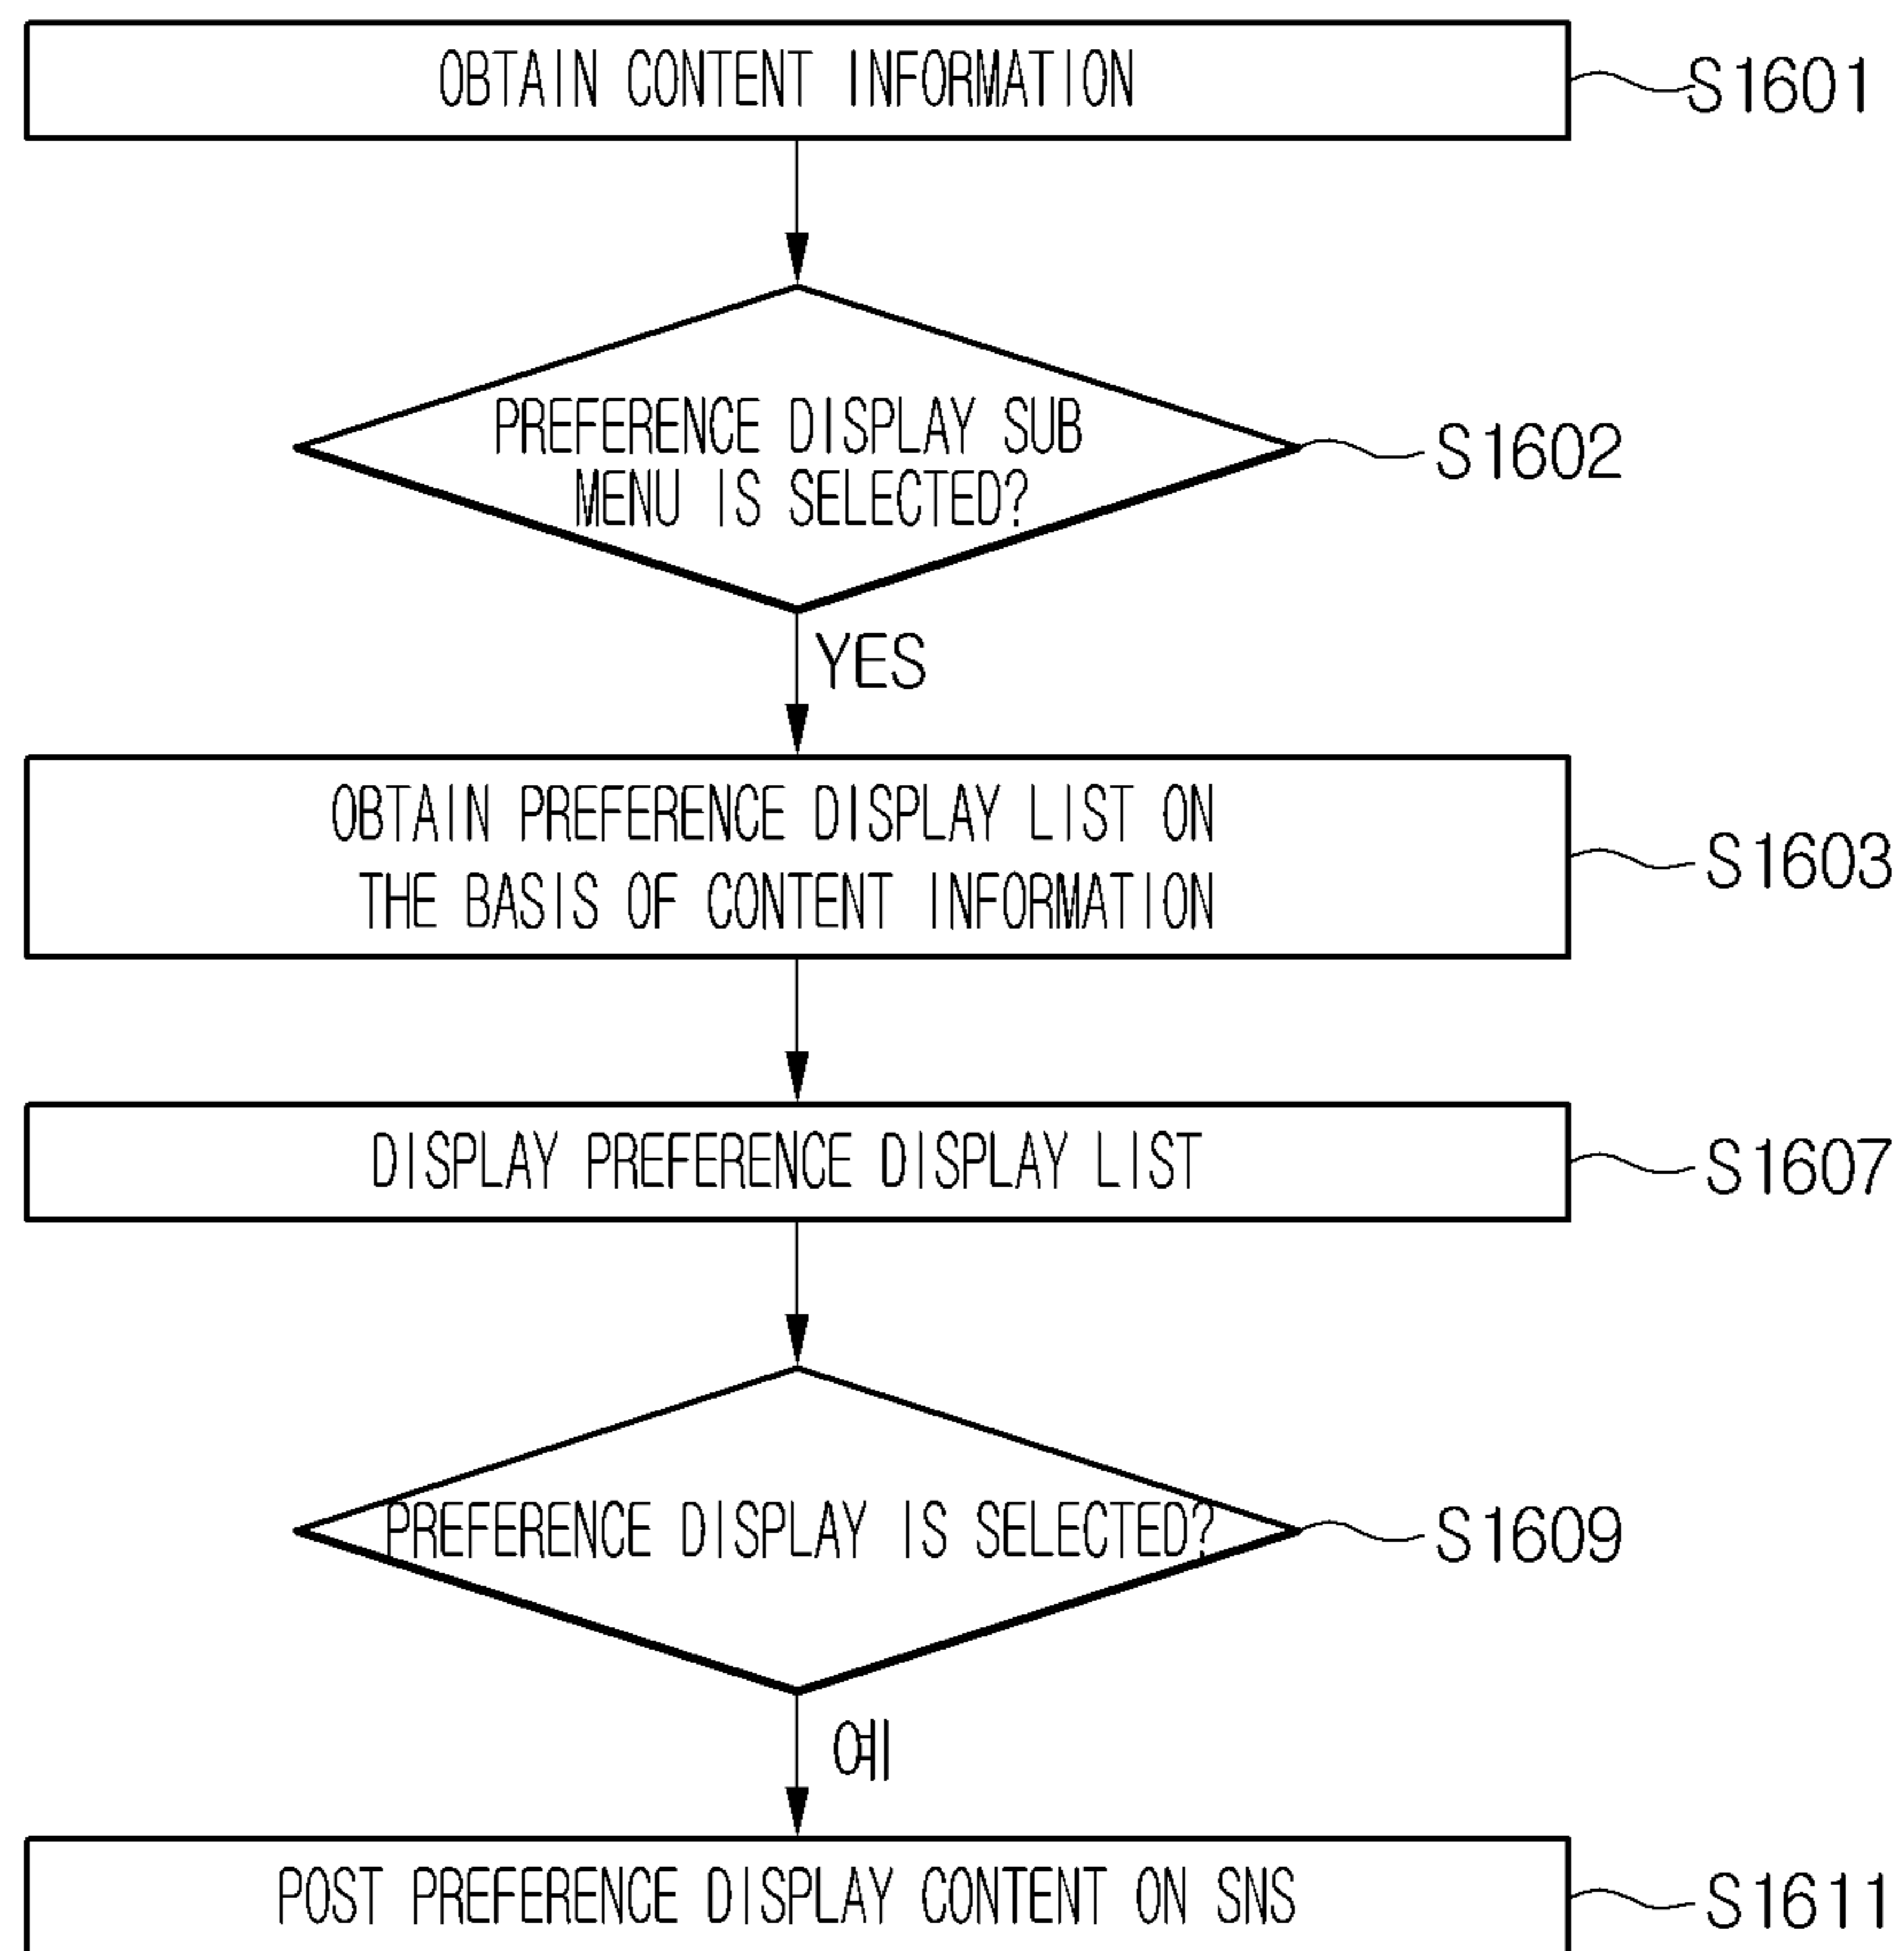 OBTAIN CONTENT INFORMATION
S1601
PREFERENCE DISPLAY SUB
MENU IS SELECTED?
S1602
YES
OBTAIN PREFERENCE DISPLAY LIST ON
THE BASIS OF CONTENT INFORMATION
S1603
DISPLAY PREFERENCE DISPLAY LIST
S1607
PREFERENCE DISPLAY IS SELECTED?
S1609
예
POST PREFERENCE DISPLAY CONTENT ON SNS
S1611